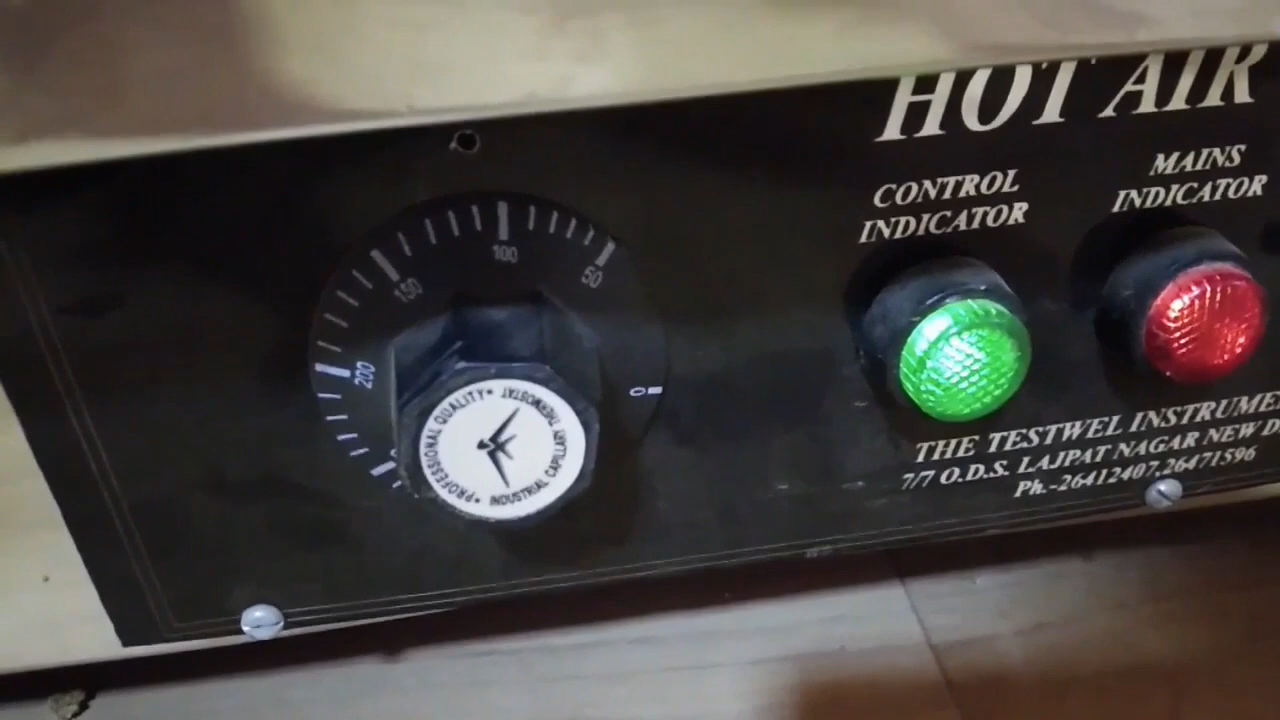 HOT AIR
CONTROL
INDICATOR
MAINS
INDICATOR
150
100
50
200
0
PROFESSIONAL QUALITY • INDUSTRIAL CAPILLARY THERMOSTAT •
THE TESTWEL
7/7 O.D.S. LAJPAT NAGAR NEW
Ph.-26412407,26471596